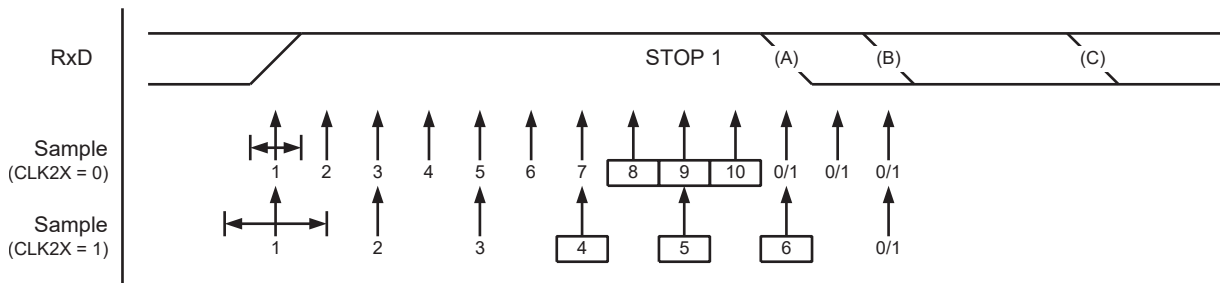 RxD STOP 1 (A) (B) (C)
Sample
(CLK2X = 0)
1 2 3 4 5 6 7 8 9 10 0/1 0/1 0/1
Sample
(CLK2X = 1)
1 2 3 4 5 6 0/1